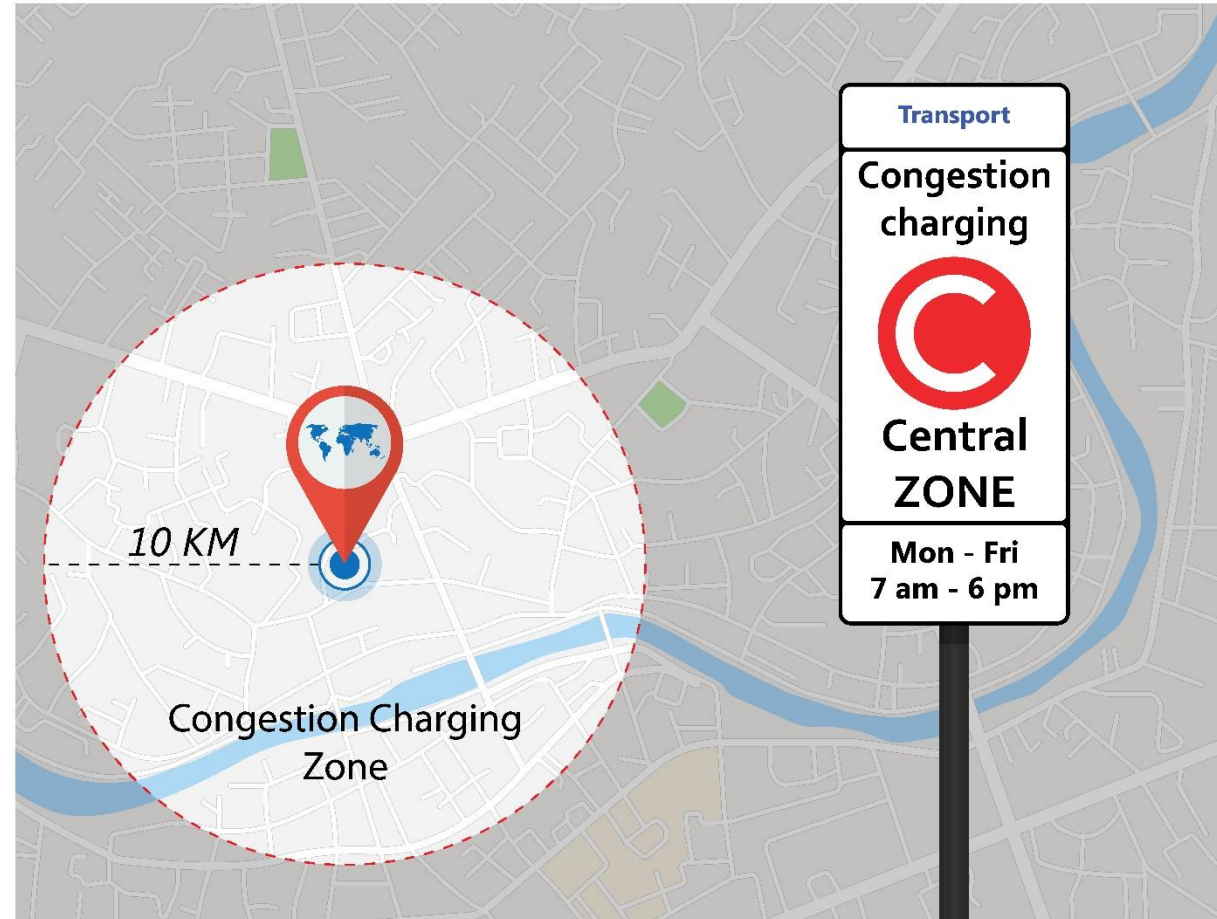 Transport
Congestion
charging
C
Central
ZONE
Mon - Fri
7 am - 6 pm
10 KM
Congestion Charging
Zone